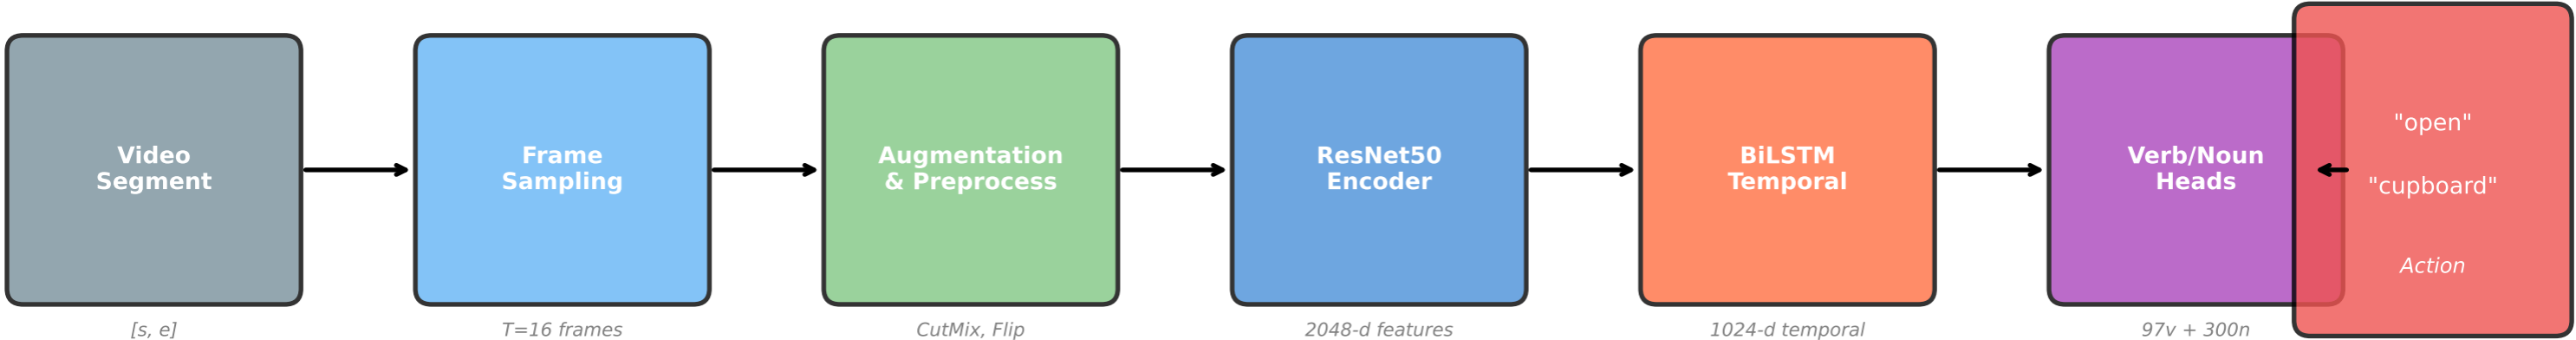 Video
Segment
[s, e]
Frame
Sampling
T=16 frames
Augmentation
& Preprocess
CutMix, Flip
ResNet50
Encoder
2048-d features
BiLSTM
Temporal
1024-d temporal
Verb/Noun
Heads
97v + 300n
"open"
"cupboard"
Action